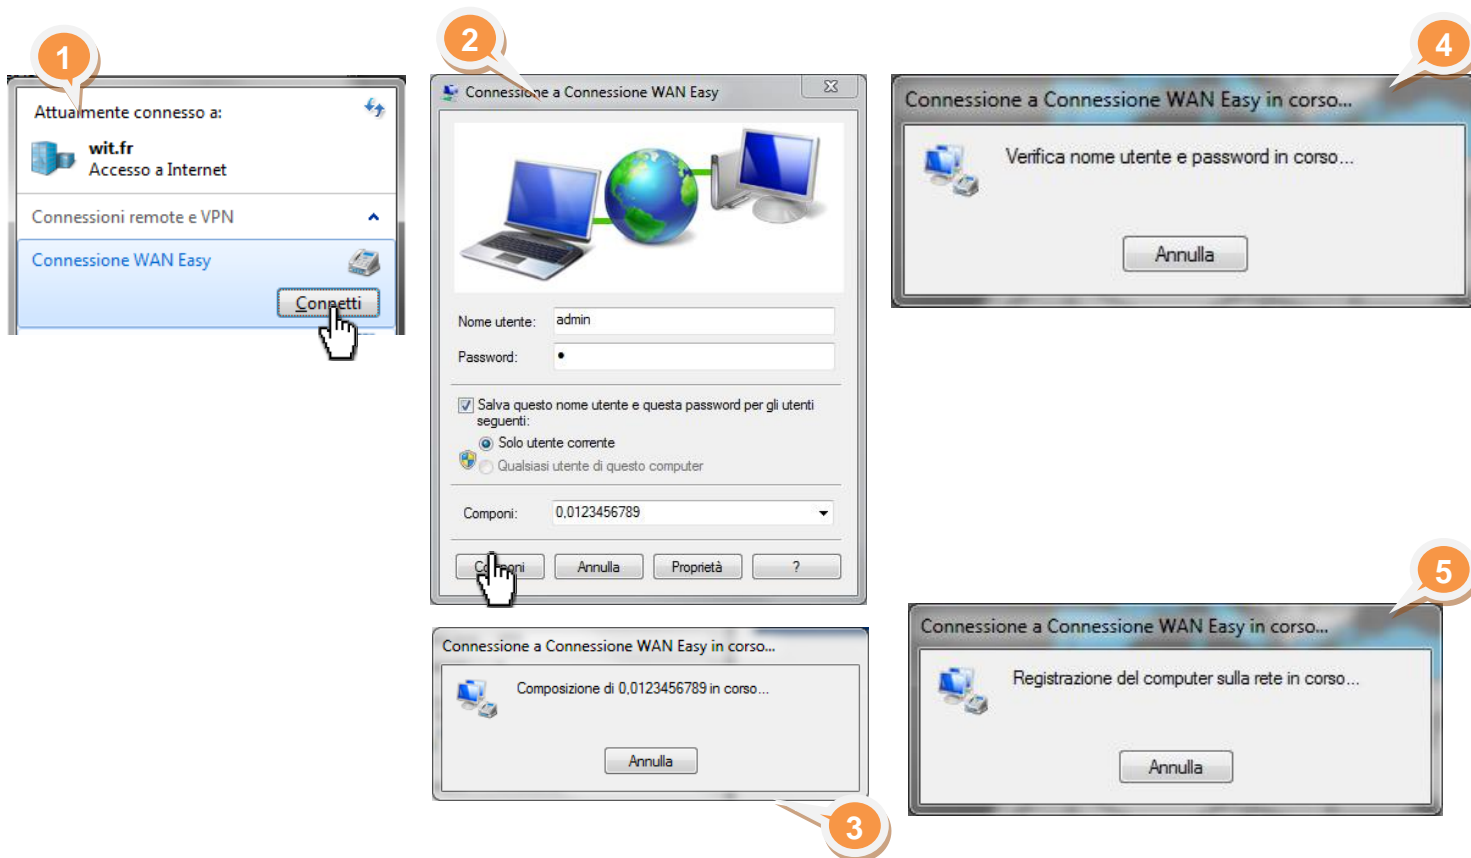 1
Attualmente connesso a:
wit.fr
Accesso a Internet
Connessioni remote e VPN
Connessione WAN Easy
Connetti
2
Connessione a Connessione WAN Easy
Nome utente: admin
Password: •
Salva questo nome utente e questa password per gli utenti
seguenti:
Solo utente corrente
Qualsiasi utente di questo computer
Componi: 0,0123456789
Componi Annulla Proprietà ?
Connessione a Connessione WAN Easy in corso...
Composizione di 0,0123456789 in corso...
Annulla
3
4
Connessione a Connessione WAN Easy in corso...
Verifica nome utente e password in corso...
Annulla
5
Connessione a Connessione WAN Easy in corso...
Registrazione del computer sulla rete in corso...
Annulla